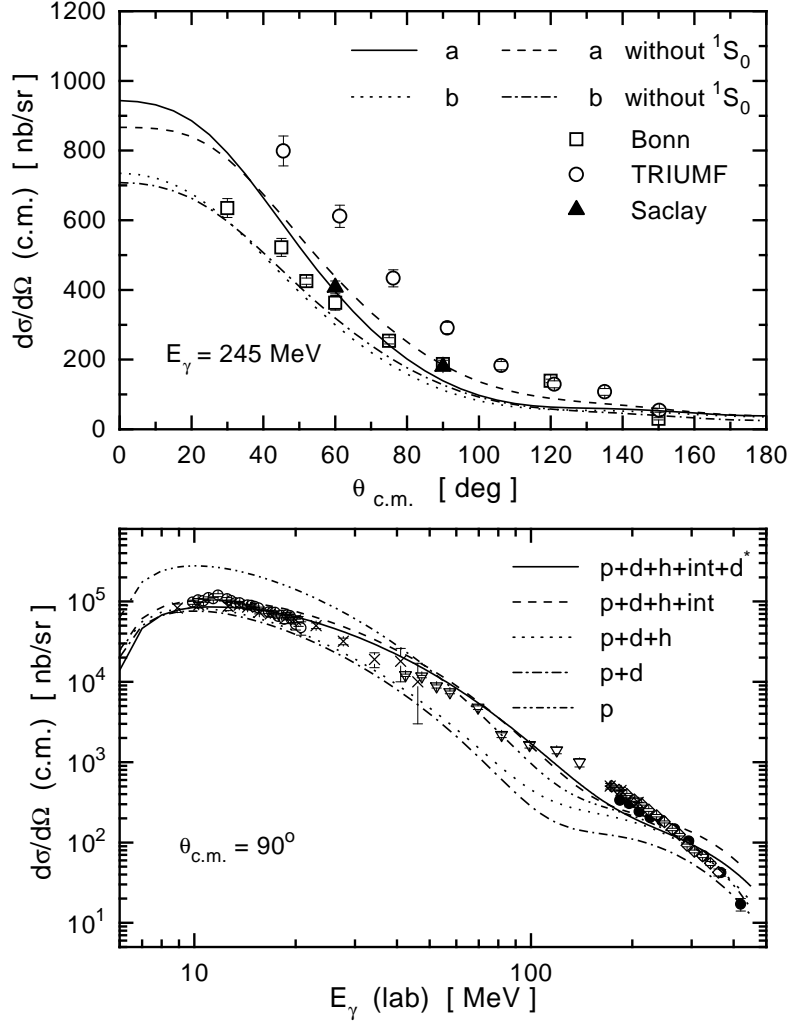 1200
1000
800
600
400
200
0
dσ/dΩ (c.m.) [ nb/sr ]
a a without ¹S₀
b b without ¹S₀
Bonn
TRIUMF
Saclay
E_γ = 245 MeV
0 20 40 60 80 100 120 140 160 180
θ c.m. [ deg ]
10⁵
10⁴
10³
10²
10¹
dσ/dΩ (c.m.) [ nb/sr ]
p+d+h+int+d*
p+d+h+int
p+d+h
p+d
p
θ_c.m. = 90°
10 100
E_γ (lab) [ MeV ]